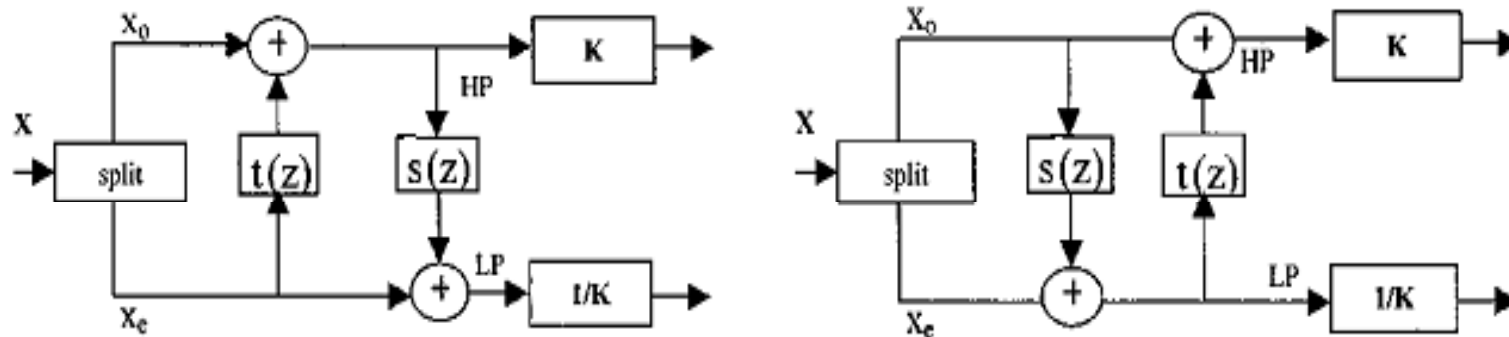 X₀
+
K
HP
X
split
t(z)
s(z)
LP
+
1/K
Xₑ
X₀
+
K
HP
X
split
s(z)
t(z)
LP
+
1/K
Xₑ